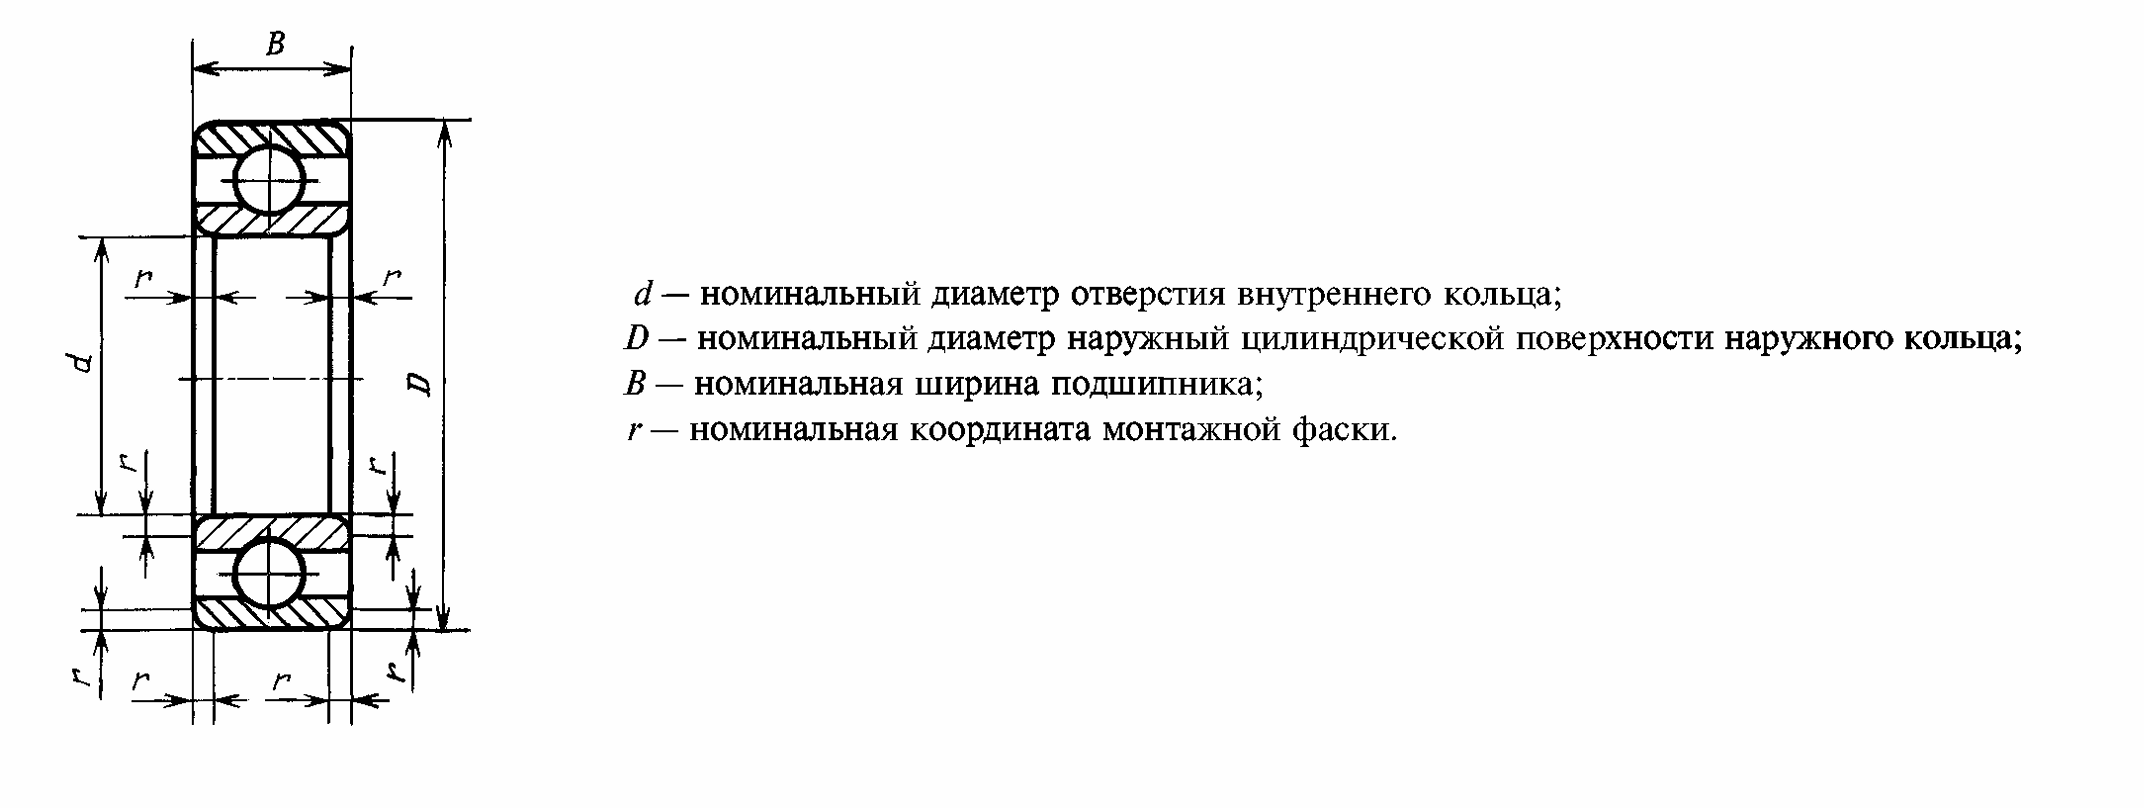 B
r
r
d
D
r
r
r
r
r
r
d — номинальный диаметр отверстия внутреннего кольца;
D — номинальный диаметр наружный цилиндрической поверхности наружного кольца;
B — номинальная ширина подшипника;
r — номинальная координата монтажной фаски.